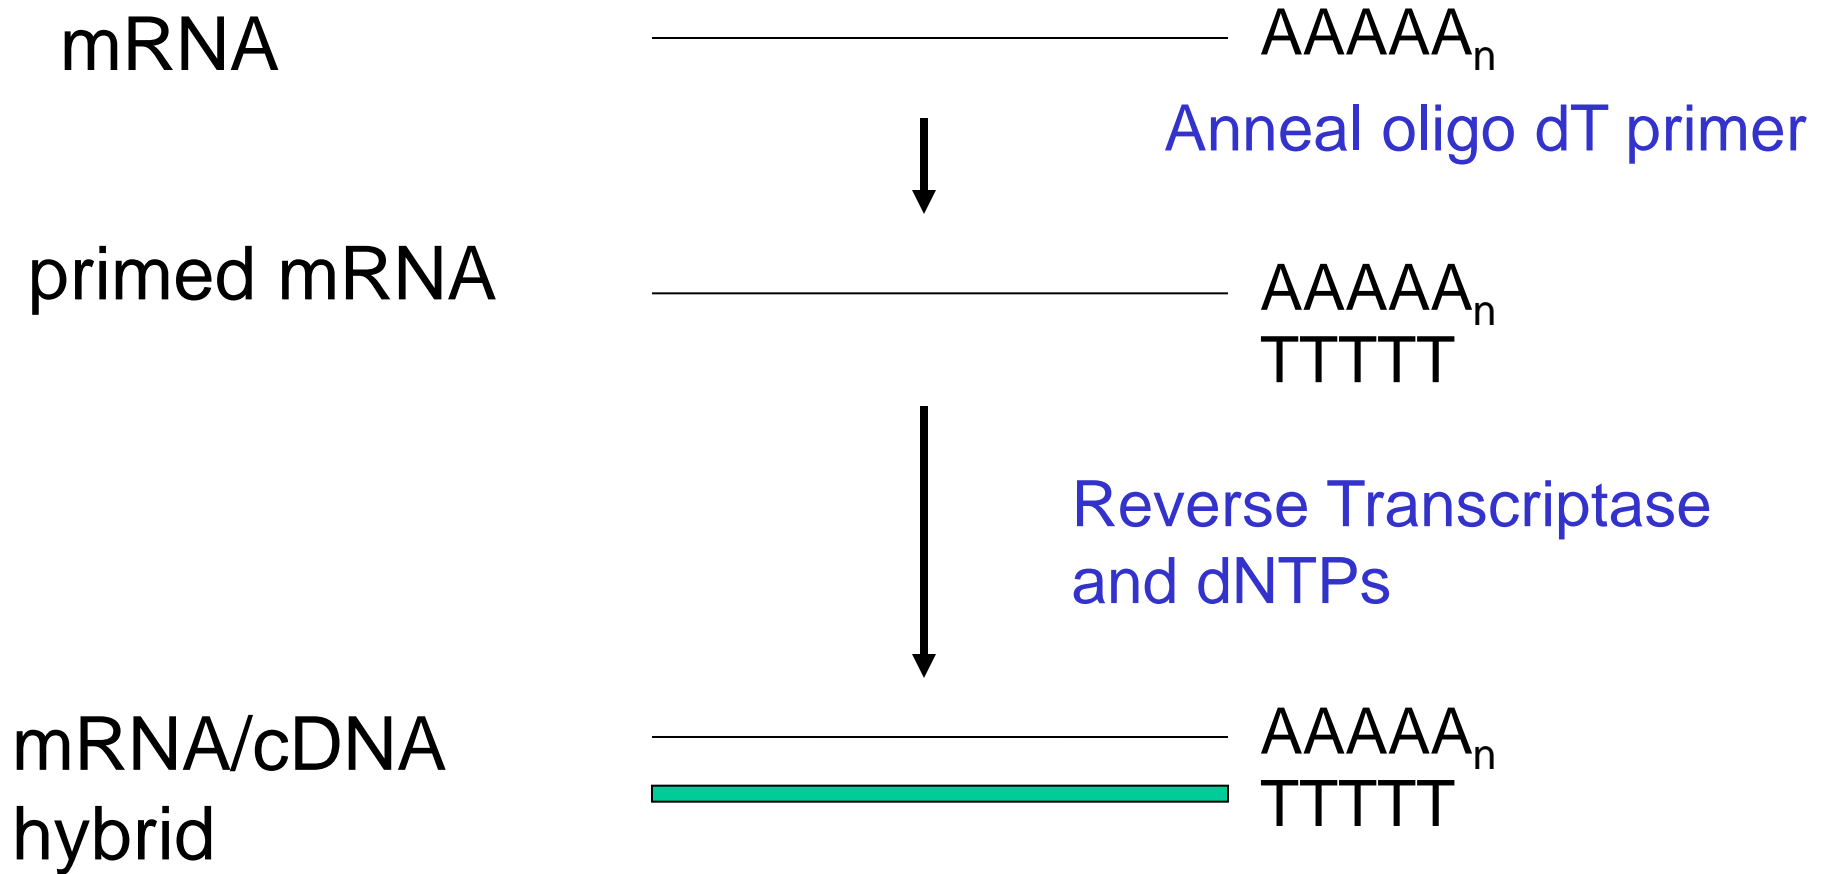 mRNA AAAAAn
Anneal oligo dT primer
primed mRNA AAAAAn
TTTTT
Reverse Transcriptase
and dNTPs
mRNA/cDNA AAAAAn
hybrid TTTTT